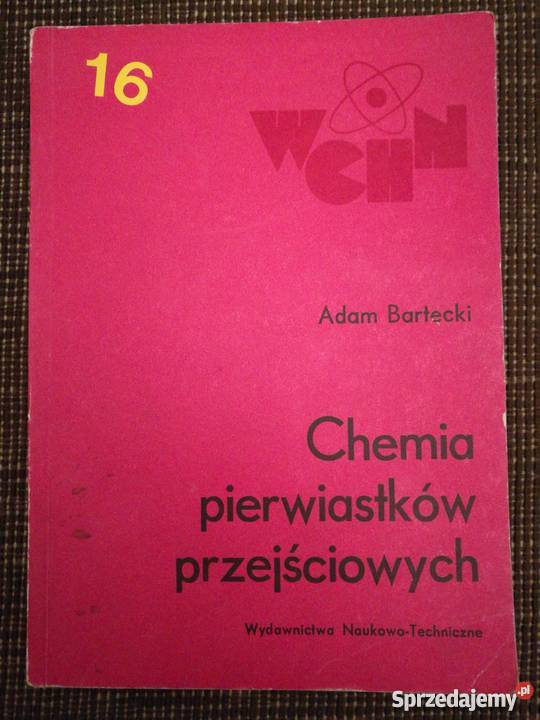 16
WCHN
Adam Bartecki
Chemia
pierwiastków
przejściowych
Wydawnictwa Naukowo-Techniczne
Sprzedajemy.pl